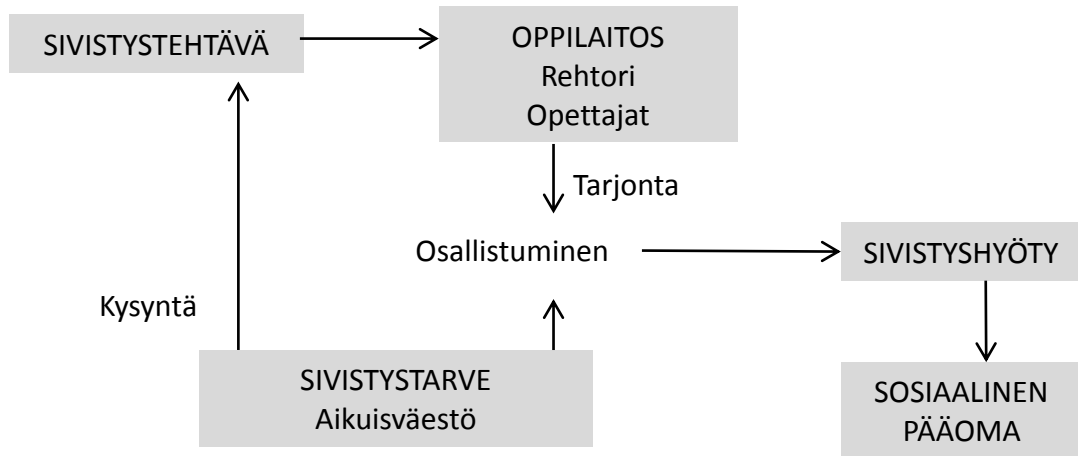 SIVISTYSTEHTÄVÄ
OPPILAITOS
Rehtori
Opettajat
Tarjonta
Osallistuminen
SIVISTYSHYÖTY
Kysyntä
SIVISTYSTARVE
Aikuisväestö
SOSIAALINEN
PÄÄOMA